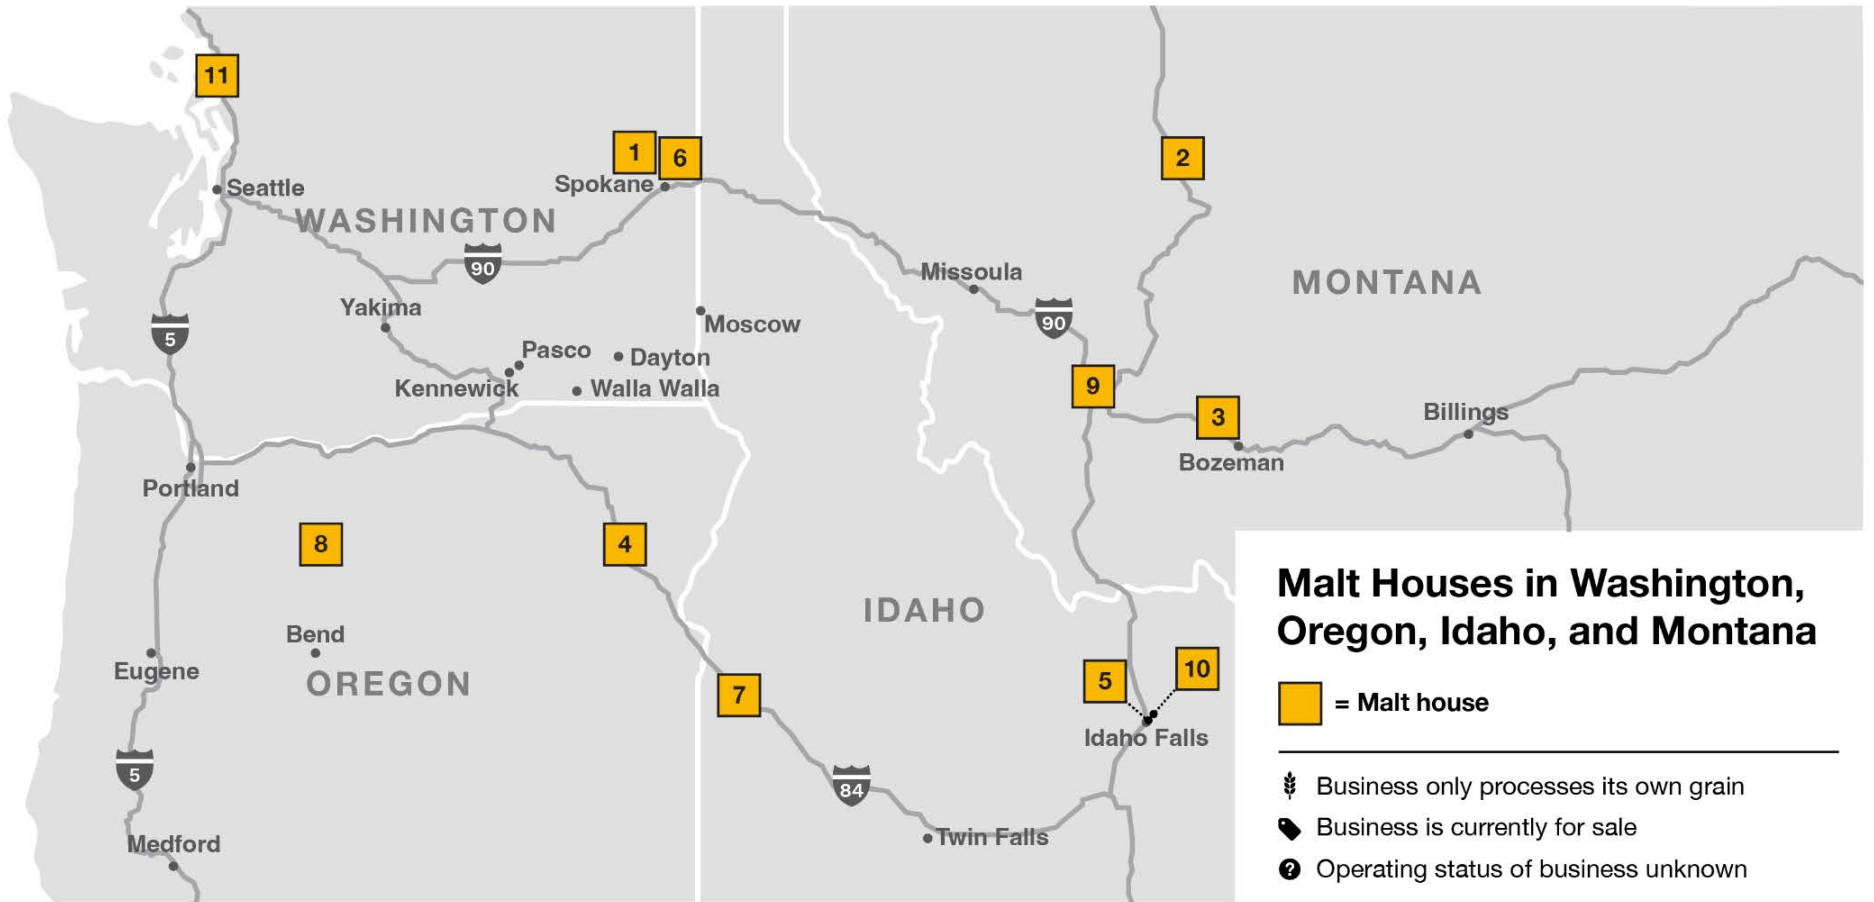 11
1
6
2
Seattle
Spokane
WASHINGTON
90
Missoula
MONTANA
Yakima
90
5
Moscow
Pasco
Dayton
Kennewick
Walla Walla
9
3
Billings
Bozeman
Portland
8
4
IDAHO
Bend
Eugene
OREGON
7
5
10
Idaho Falls
5
84
Twin Falls
Medford
Malt Houses in Washington,
Oregon, Idaho, and Montana
= Malt house
Business only processes its own grain
Business is currently for sale
? Operating status of business unknown